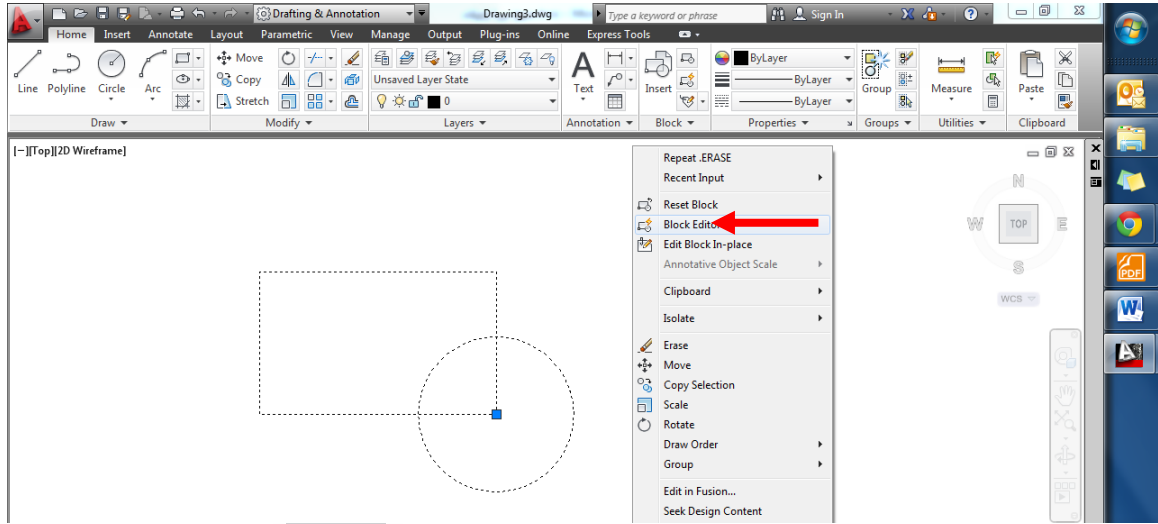 Drafting & Annotation
Drawing3.dwg
Type a keyword or phrase
Sign In
Home Insert Annotate Layout Parametric View Manage Output Plug-ins Online Express Tools
Move
Copy
Stretch
Line Polyline Circle Arc
Unsaved Layer State
0
Text
Insert
ByLayer
ByLayer
ByLayer
Group
Measure
Paste
Draw Modify Layers Annotation Block Properties Groups Utilities Clipboard
[−][Top][2D Wireframe]
Repeat .ERASE
Recent Input
Reset Block
Block Editor
Edit Block In-place
Annotative Object Scale
Clipboard
Isolate
Erase
Move
Copy Selection
Scale
Rotate
Draw Order
Group
Edit in Fusion...
Seek Design Content
N
W TOP E
S
WCS
PDF
W